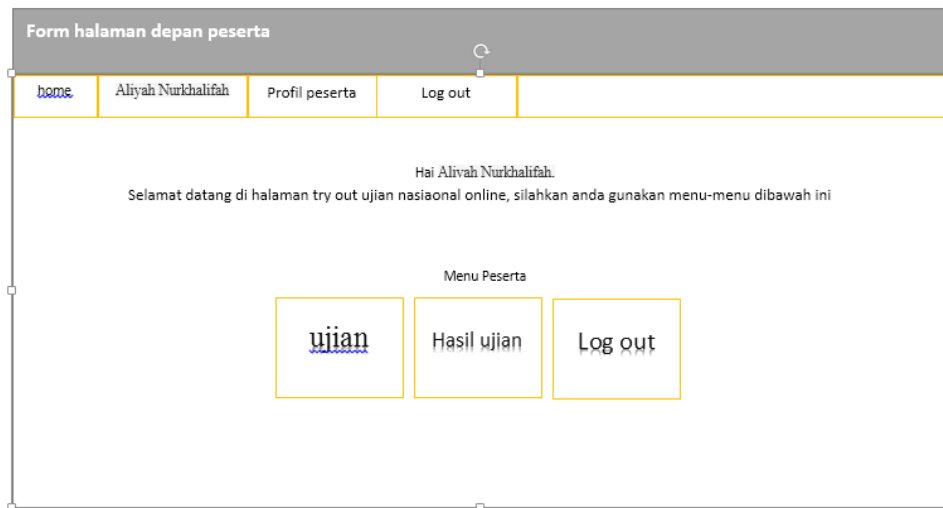 Form halaman depan peserta
home Aliyah Nurkhalifah Profil peserta Log out
Hai Aliyah Nurkhalifah.
Selamat datang di halaman try out ujian nasiaonal online, silahkan anda gunakan menu-menu dibawah ini
Menu Peserta
ujian Hasil ujian Log out